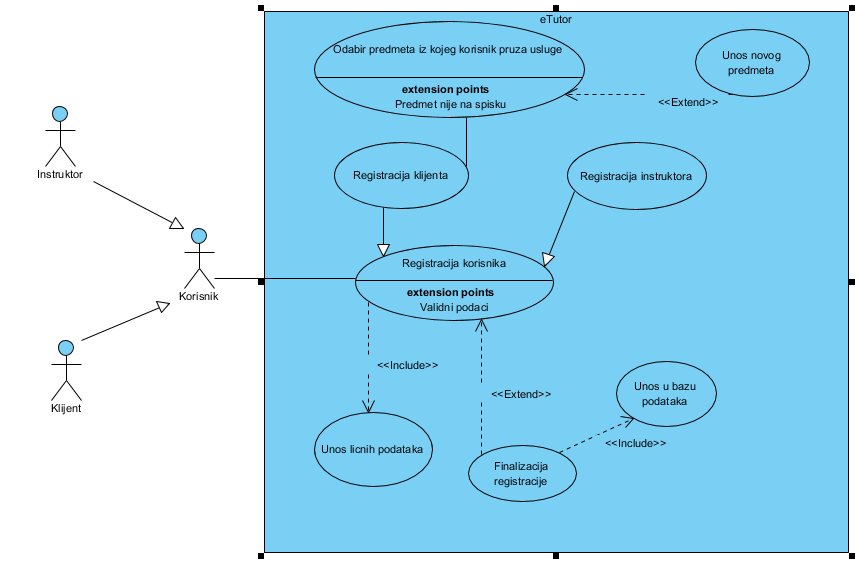 eTutor
Odabir predmeta iz kojeg korisnik pruza usluge
extension points
Predmet nije na spisku
Unos novog
predmeta
<<Extend>>
Instruktor
Registracija klijenta
Registracija instruktora
Korisnik
Registracija korisnika
extension points
Validni podaci
Klijent
<<Include>>
<<Extend>>
Unos u bazu
podataka
<<Include>>
Unos licnih podataka
Finalizacija
registracije